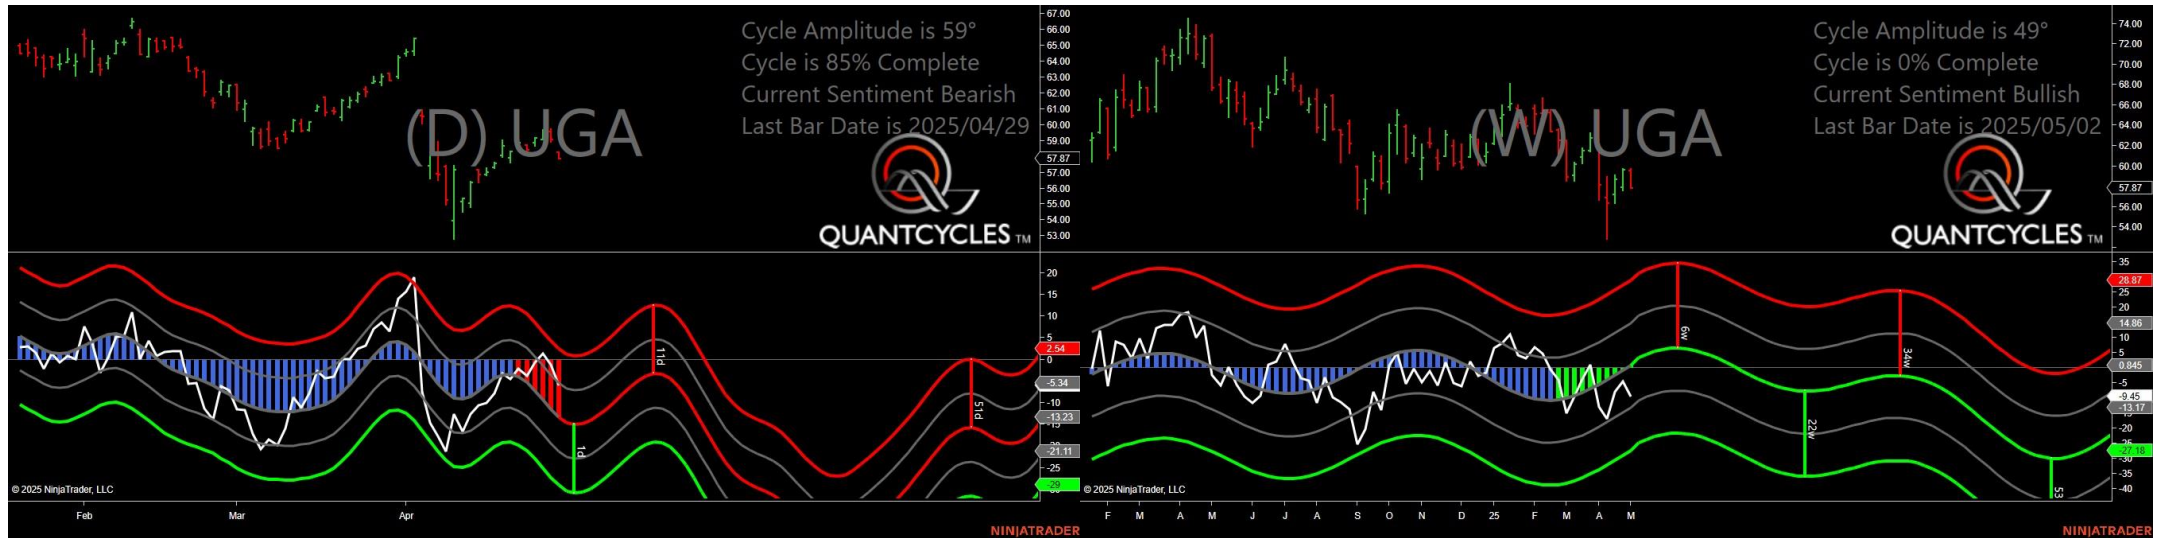 Cycle Amplitude is 59°
Cycle is 85% Complete
Current Sentiment Bearish
Last Bar Date is 2025/04/29
(D) UGA
QUANTCYCLES TM
67.00
66.00
65.00
64.00
63.00
62.00
61.00
60.00
59.00
57.87
57.00
56.00
55.00
54.00
53.00
20
15
10
5
2.54
0
-5.34
-10
-13.23
-21.11
-25
-29
11d
51d
1d
© 2025 NinjaTrader, LLC
Feb
Mar
Apr
NINJATRADER
Cycle Amplitude is 49°
Cycle is 0% Complete
Current Sentiment Bullish
Last Bar Date is 2025/05/02
(W) UGA
QUANTCYCLES TM
74.00
72.00
70.00
68.00
66.00
64.00
62.00
60.00
57.87
56.00
54.00
35
28.87
25
20
14.86
10
5
0.845
-5
-9.45
-13.17
-20
-27.18
-30
-35
-40
6w
34w
22w
53
© 2025 NinjaTrader, LLC
F
M
A
M
J
J
A
S
O
N
D
25
F
M
A
M
NINJATRADER